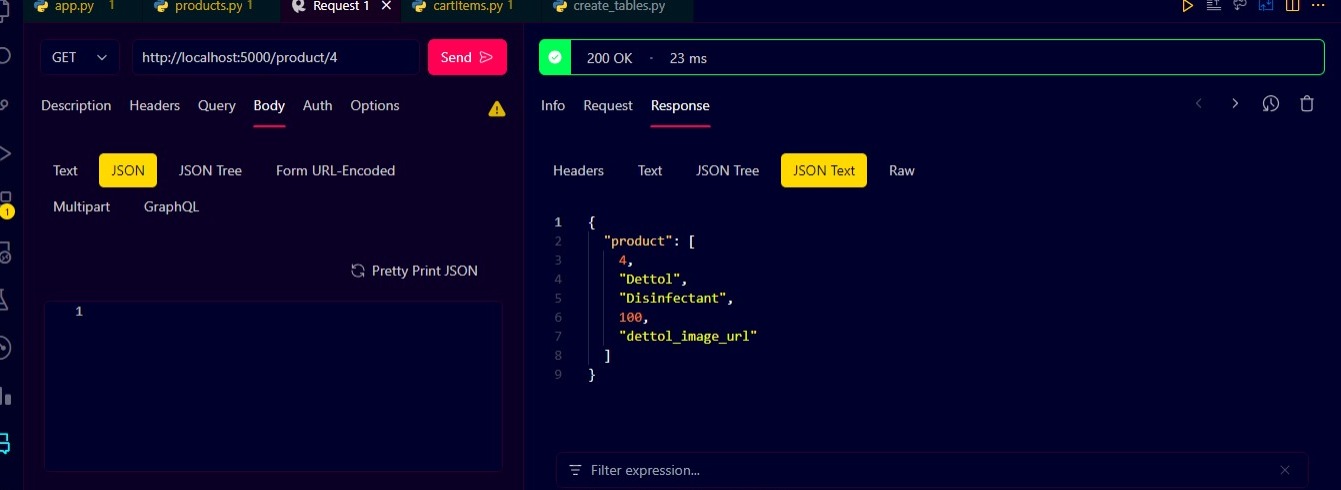 app.py 1 products.py 1 Request 1 cartItems.py 1 create_tables.py
GET http://localhost:5000/product/4 Send
200 OK · 23 ms
Description Headers Query Body Auth Options
Info Request Response
Text JSON JSON Tree Form URL-Encoded
Multipart GraphQL
Headers Text JSON Tree JSON Text Raw
1
Pretty Print JSON
1
1 {
2 "product": [
3 4,
4 "Dettol",
5 "Disinfectant",
6 100,
7 "dettol_image_url"
8 ]
9 }
Filter expression...